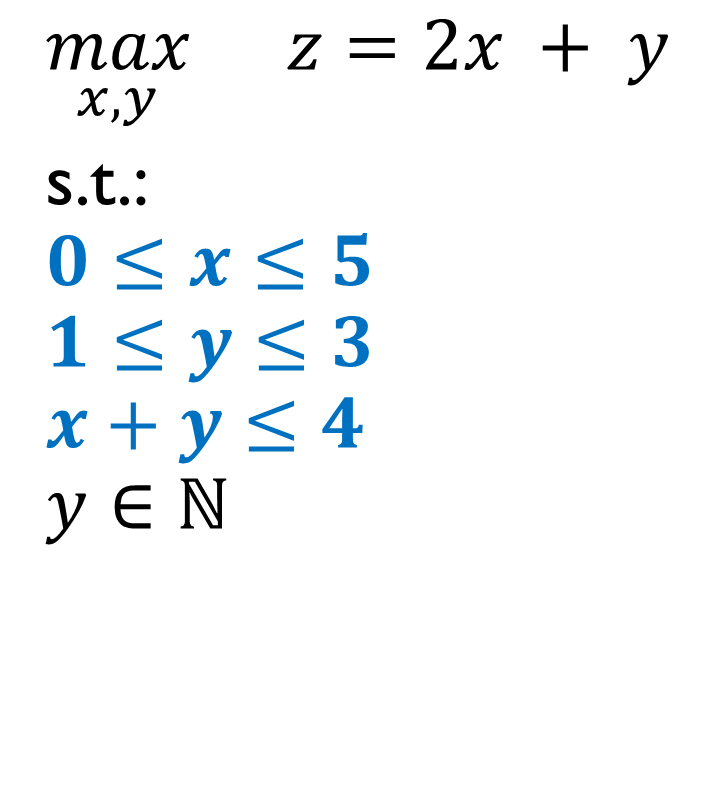 max z = 2x + y
x,y
s.t.:
0 ≤ x ≤ 5
1 ≤ y ≤ 3
x + y ≤ 4
y ∈ ℕ